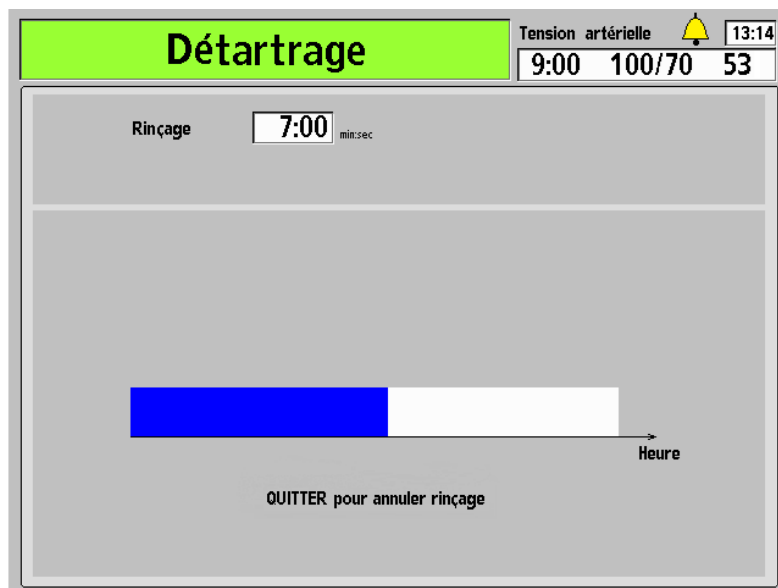 Détartrage
Tension artérielle
13:14
9:00 100/70 53
Rinçage 7:00 min:sec
Heure
QUITTER pour annuler rinçage